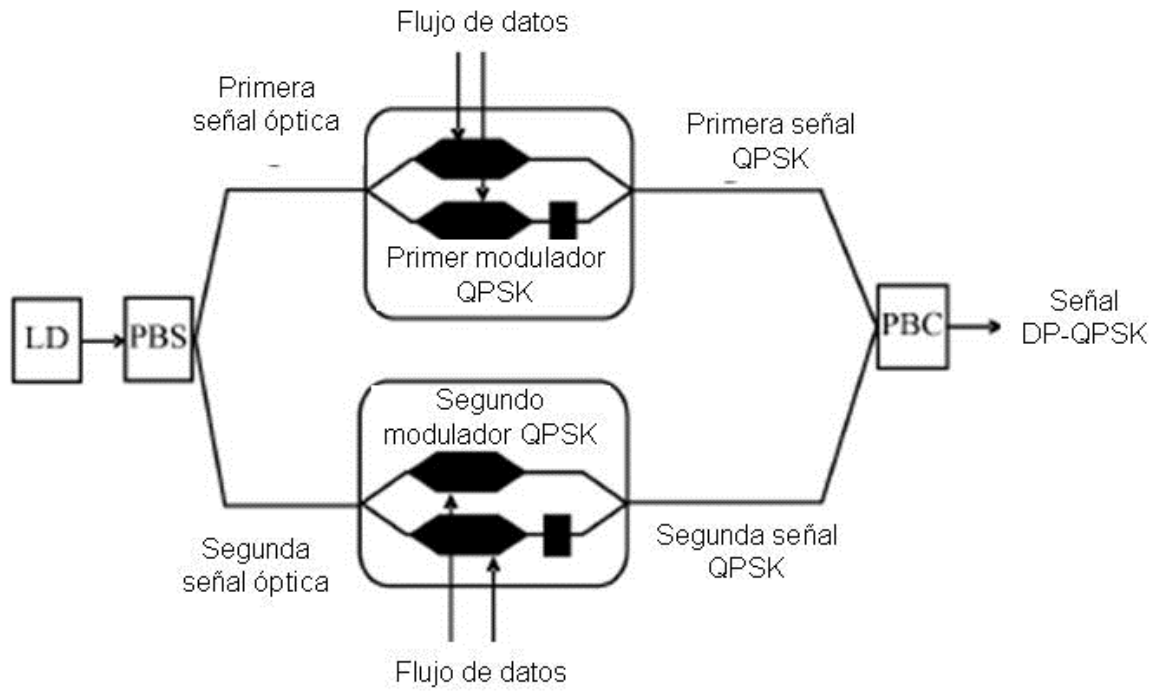 Flujo de datos
Primera
señal óptica
Primera señal
QPSK
Primer modulador
QPSK
LD
PBS
PBC
Señal
DP-QPSK
Segundo
modulador QPSK
Segunda
señal óptica
Segunda señal
QPSK
Flujo de datos